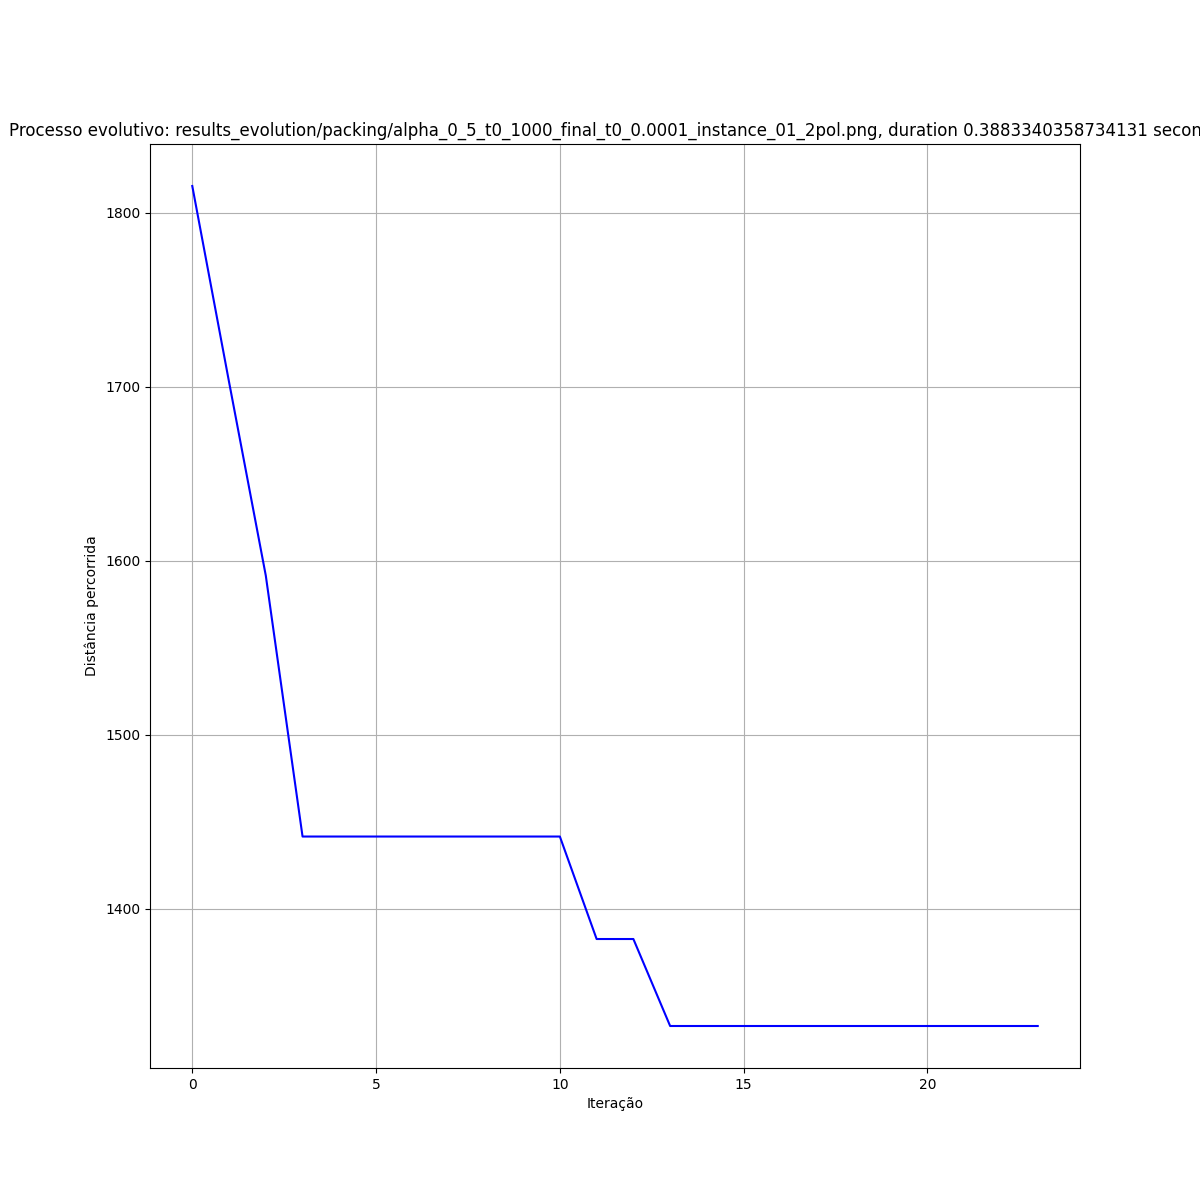 Processo evolutivo: results_evolution/packing/alpha_0_5_t0_1000_final_t0_0.0001_instance_01_2pol.png, duration 0.3883340358734131 secon
1800
1700
1600
1500
1400
Distância percorrida
0 5 10 15 20
Iteração